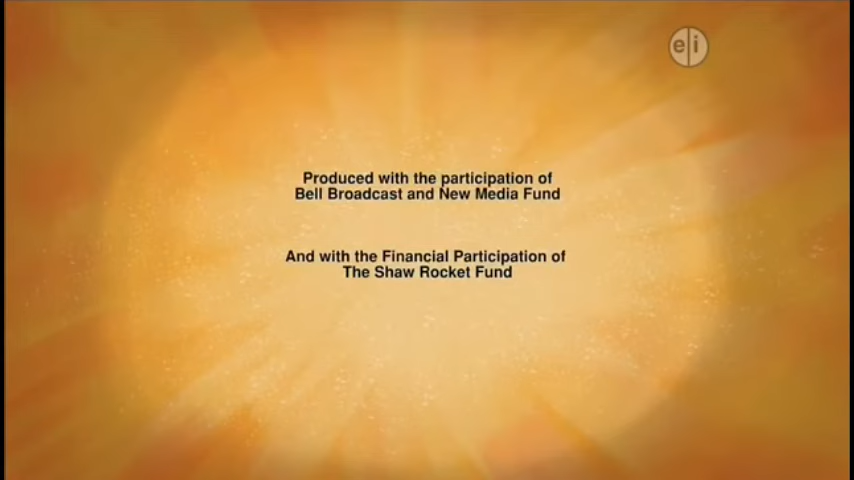 e i
Produced with the participation of
Bell Broadcast and New Media Fund
And with the Financial Participation of
The Shaw Rocket Fund